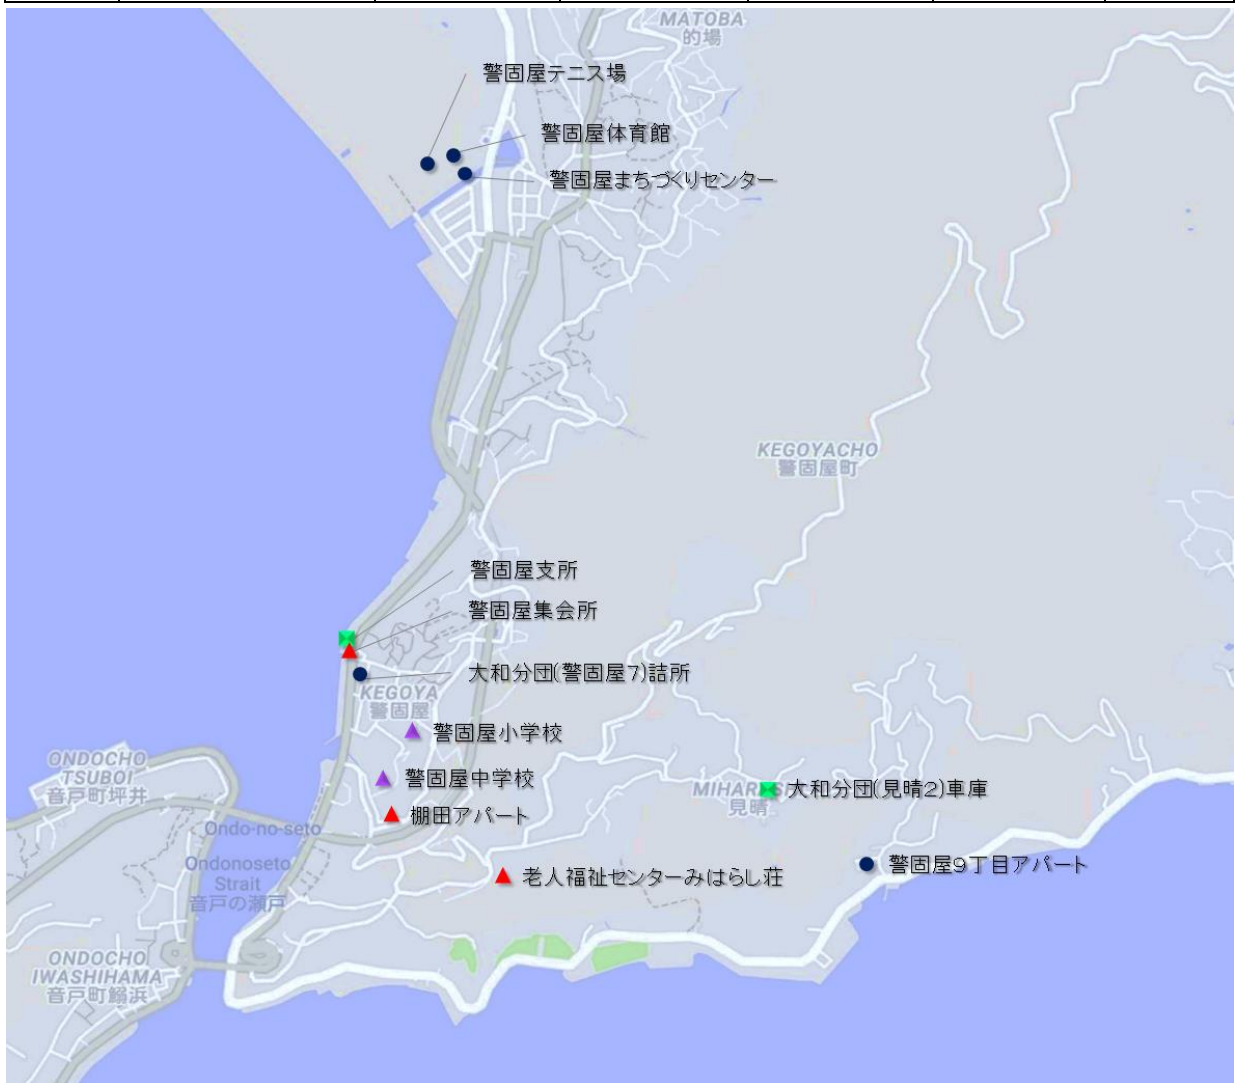 MATOBA
的場
警固屋テニス場
警固屋体育館
警固屋まちづくりセンター
KEGOYACHO
警固屋町
警固屋支所
警固屋集会所
大和分団(警固屋7)詰所
KEGOYA
警固屋
警固屋小学校
ONDOCHO
TSUBOI
音戸町坪井
警固屋中学校
見晴
大和分団(見晴2)車庫
棚田アパート
Ondo-no-seto
Ondonoseto
Strait
音戸の瀬戸
警固屋9丁目アパート
老人福祉センターみはらし荘
ONDOCHO
IWASHIHAMA
音戸町鰯浜